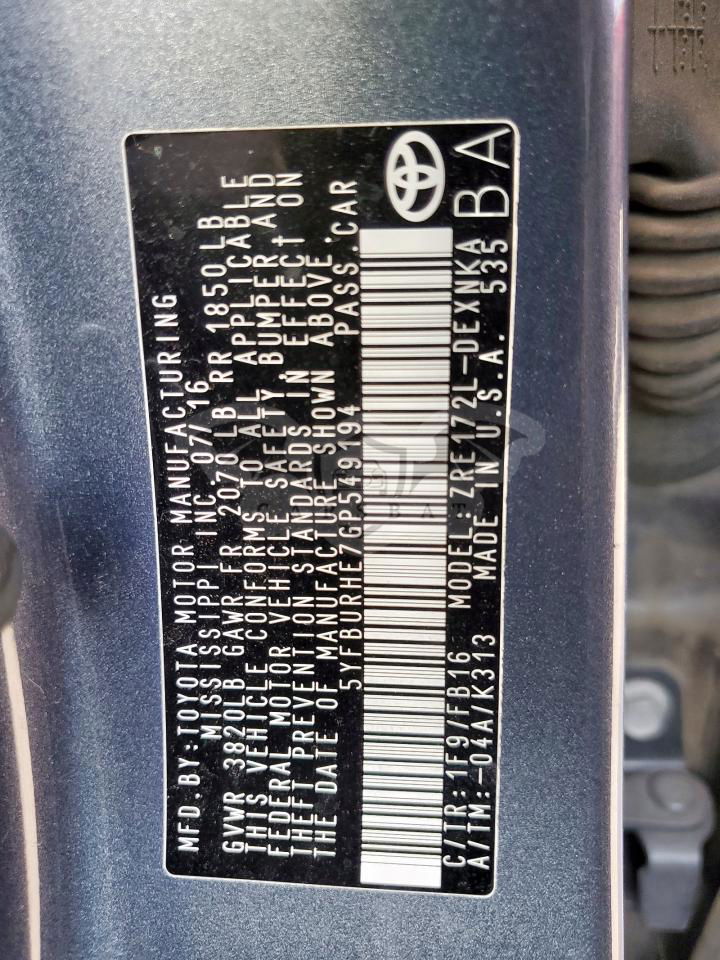 MFD.BY:TOYOTA MOTOR MANUFACTURING
MISSISSIPPI INC 07/16
GVWR 3820LB GAWR FR 2070LB RR 1850LB
THIS VEHICLE CONFORMS TO ALL APPLICABLE
FEDERAL MOTOR VEHICLE SAFETY BUMPER AND
THEFT PREVENTION STANDARDS IN EFFECT ON
THE DATE OF MANUFACTURE SHOWN ABOVE.
5YFBURHE7GP549194 PASS.CAR
C/TR:1F9/FB16 MODEL:ZRE172L-DEXNKA
A/TM:-04A/K313 MADE IN U.S.A. 535
BA